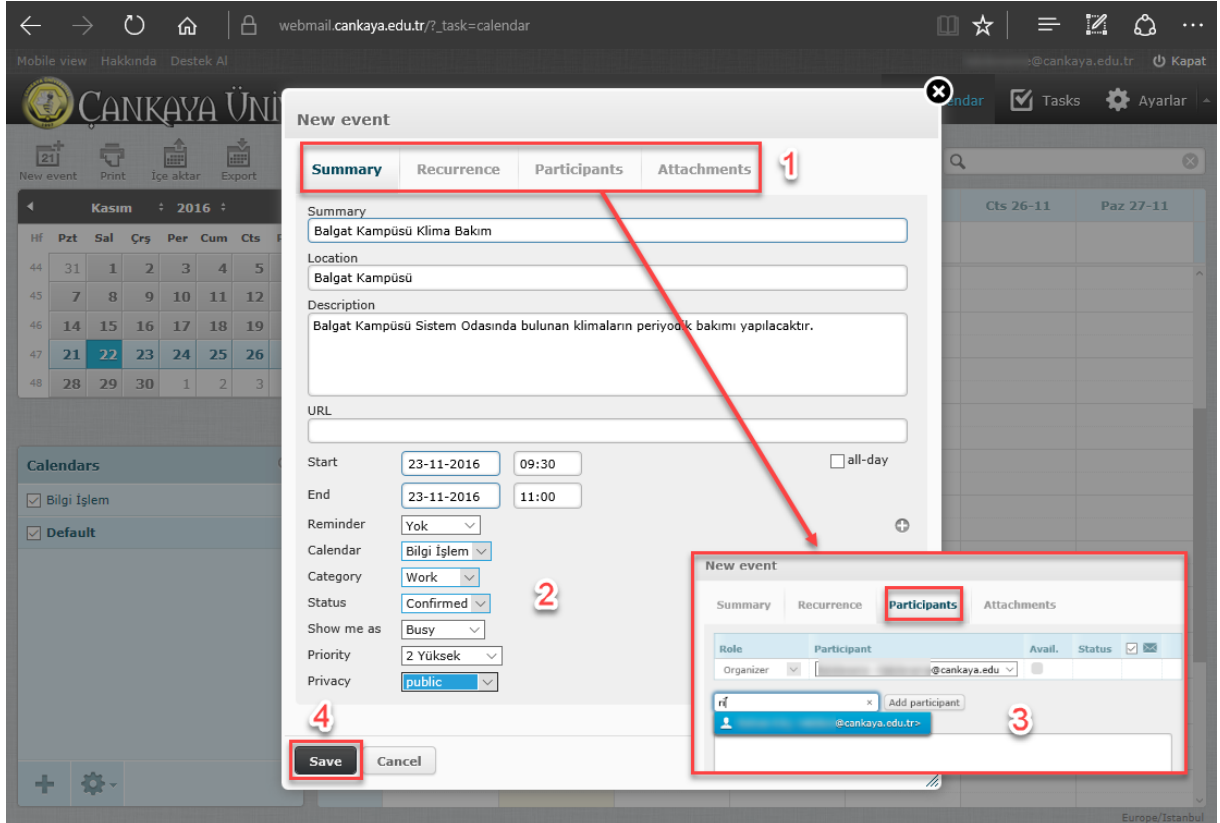 webmail.cankaya.edu.tr/?_task=calendar
Mobile view Hakkında Destek Al
@cankaya.edu.tr Kapat
ÇANKAYA ÜNİ
endar Tasks Ayarlar
New event Print İçe aktar Export
Kasım 2016
Hf Pzt Sal Çrş Per Cum Cts
44 31 1 2 3 4 5
45 7 8 9 10 11 12
46 14 15 16 17 18 19
47 21 22 23 24 25 26
48 28 29 30 1 2 3
Calendars
Bilgi İşlem
Default
Cts 26-11 Paz 27-11
New event
Summary Recurrence Participants Attachments
1
Summary
Balgat Kampüsü Klima Bakım
Location
Balgat Kampüsü
Description
Balgat Kampüsü Sistem Odasında bulunan klimaların periyodik bakımı yapılacaktır.
URL
Start 23-11-2016 09:30 all-day
End 23-11-2016 11:00
Reminder Yok
Calendar Bilgi İşlem
Category Work
Status Confirmed
Show me as Busy
Priority 2 Yüksek
Privacy public
2
4
Save Cancel
New event
Summary Recurrence Participants Attachments
Role Participant Avail. Status
Organizer @cankaya.edu
Add participant
@cankaya.edu.tr>
3
Europe/Istanbul